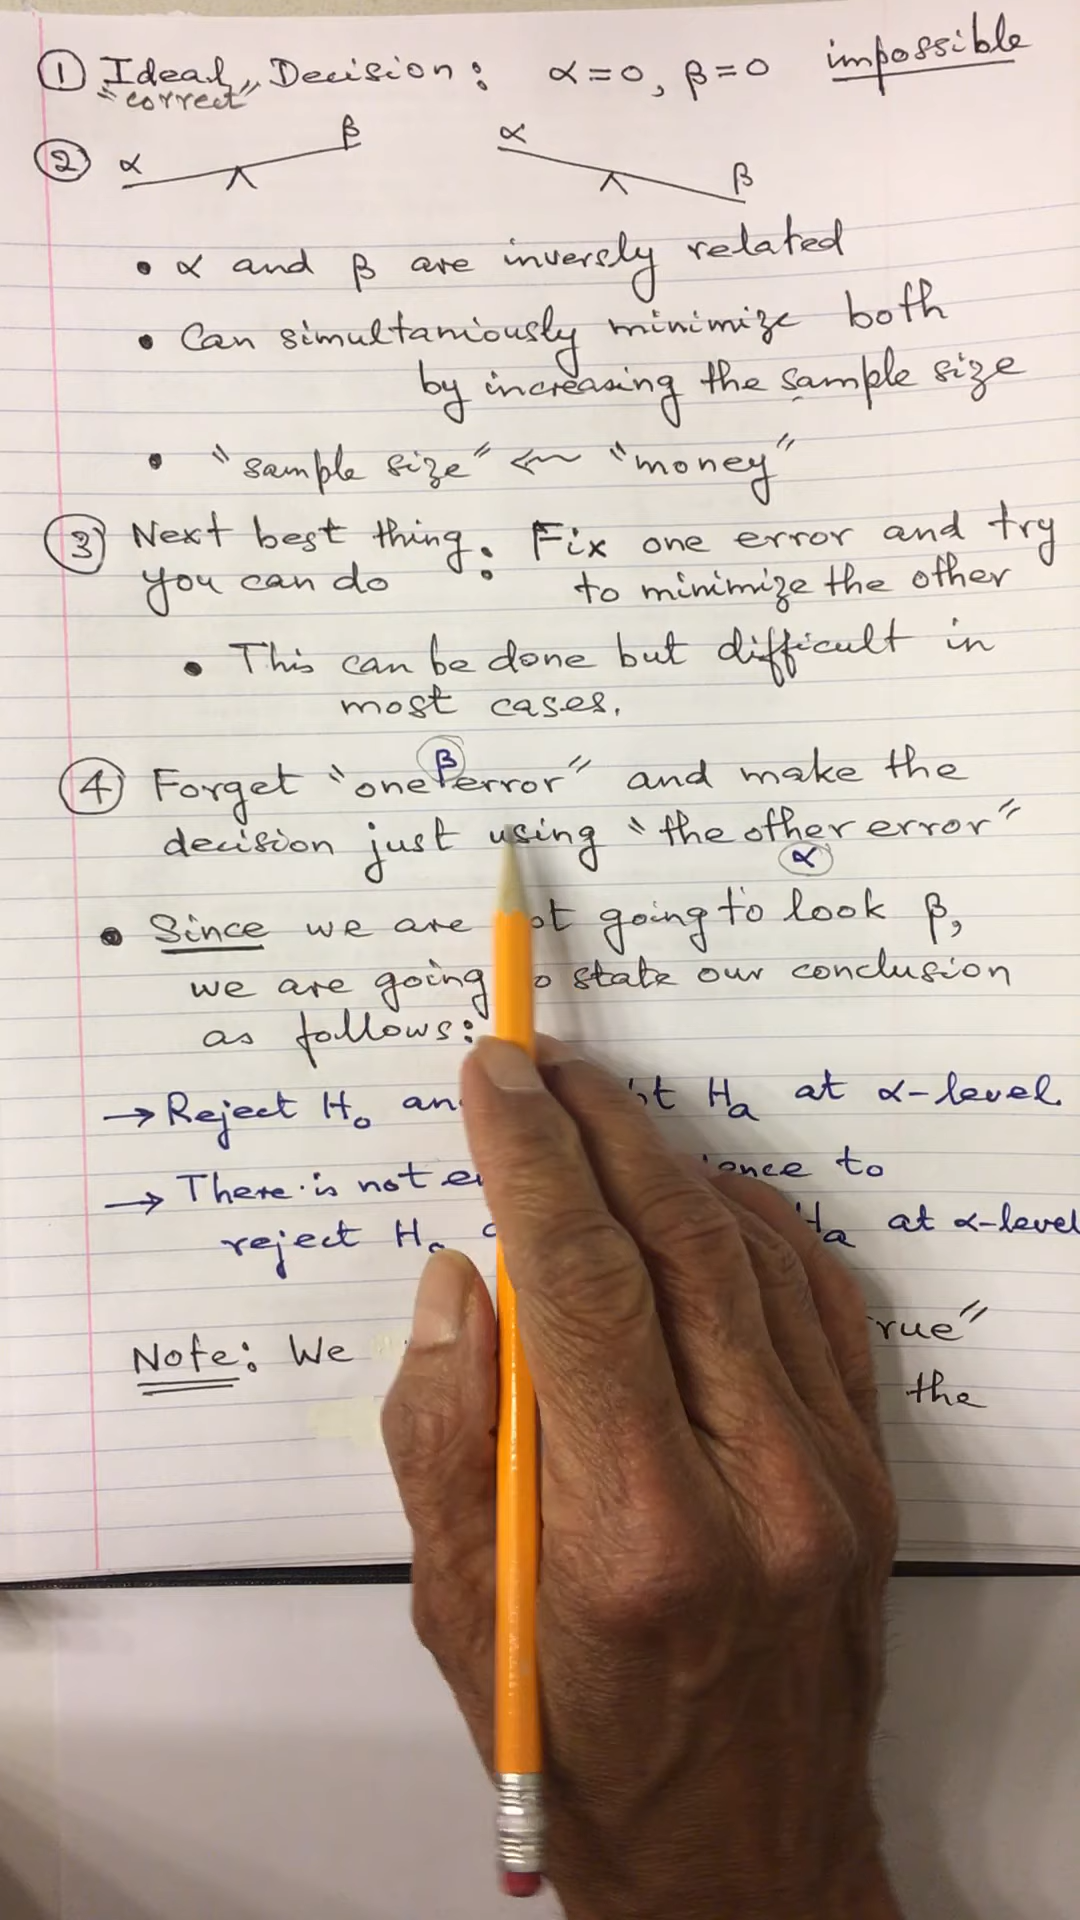 ① Ideal, Decision: α=0, β=0 impossible
"correct"
② α β α β
• α and β are inversly related
• Can simultaniously minimize both
by increasing the sample size
• "sample size" ← "money"
③ Next best thing: Fix one error and try
you can do to minimize the other
• This can be done but difficult in
most cases.
β
④ Forget "one error" and make the
decision just using "the other error"
α
• Since we are going to look β,
we are going state our conclusion
as follows:
→ Reject H₀ Hₐ at α-level.
→ There is not to
reject H₀ Hₐ at α-level
Note: We
the